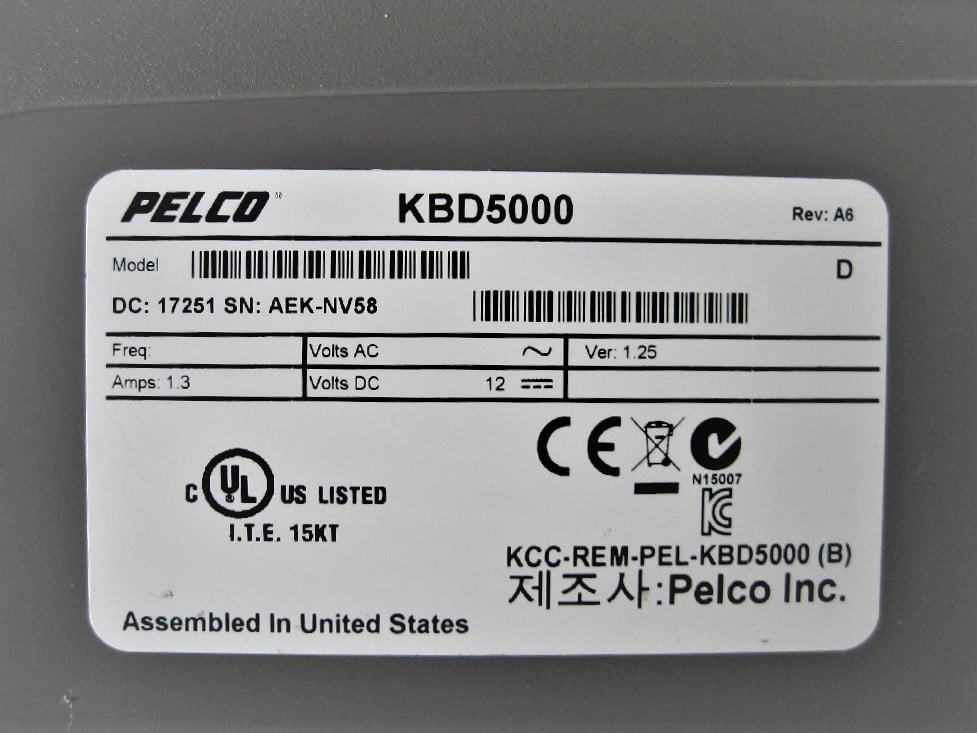 PELCO® KBD5000 Rev: A6
Model D
DC: 17251 SN: AEK-NV58
Freq: Volts AC ~ Ver: 1.25
Amps: 1.3 Volts DC 12
CE
N15007
C UL US LISTED
I.T.E. 15KT
KCC-REM-PEL-KBD5000 (B)
제조사:Pelco Inc.
Assembled In United States